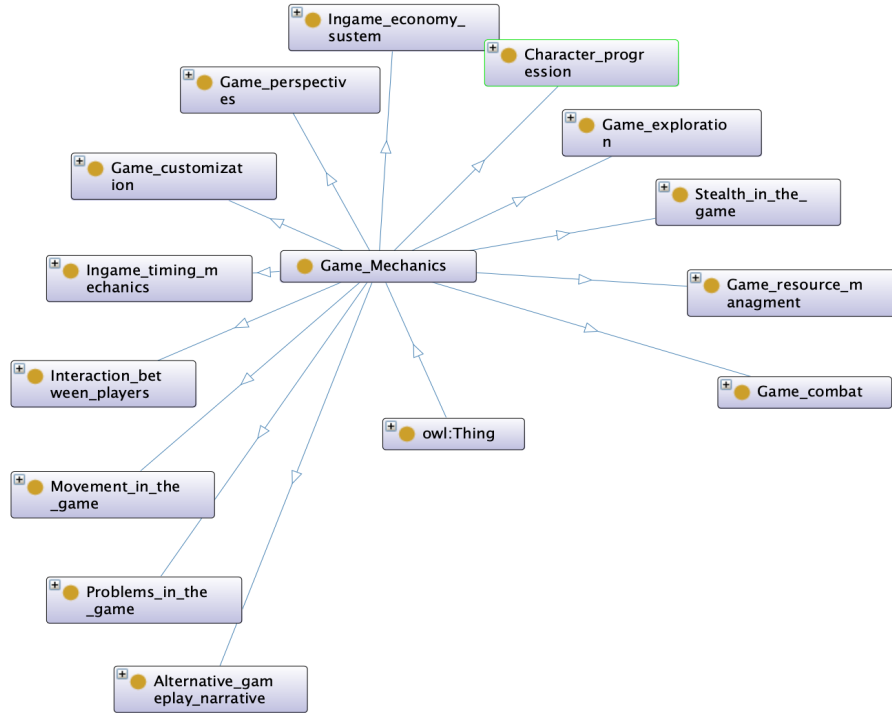 Ingame_economy_
sustem
Character_progr
ession
Game_perspectiv
es
Game_exploratio
n
Game_customizat
ion
Stealth_in_the_
game
Ingame_timing_m
echanics
Game_Mechanics
Game_resource_m
anagment
Interaction_bet
ween_players
Game_combat
owl:Thing
Movement_in_the
_game
Problems_in_the
_game
Alternative_gam
eplay_narrative